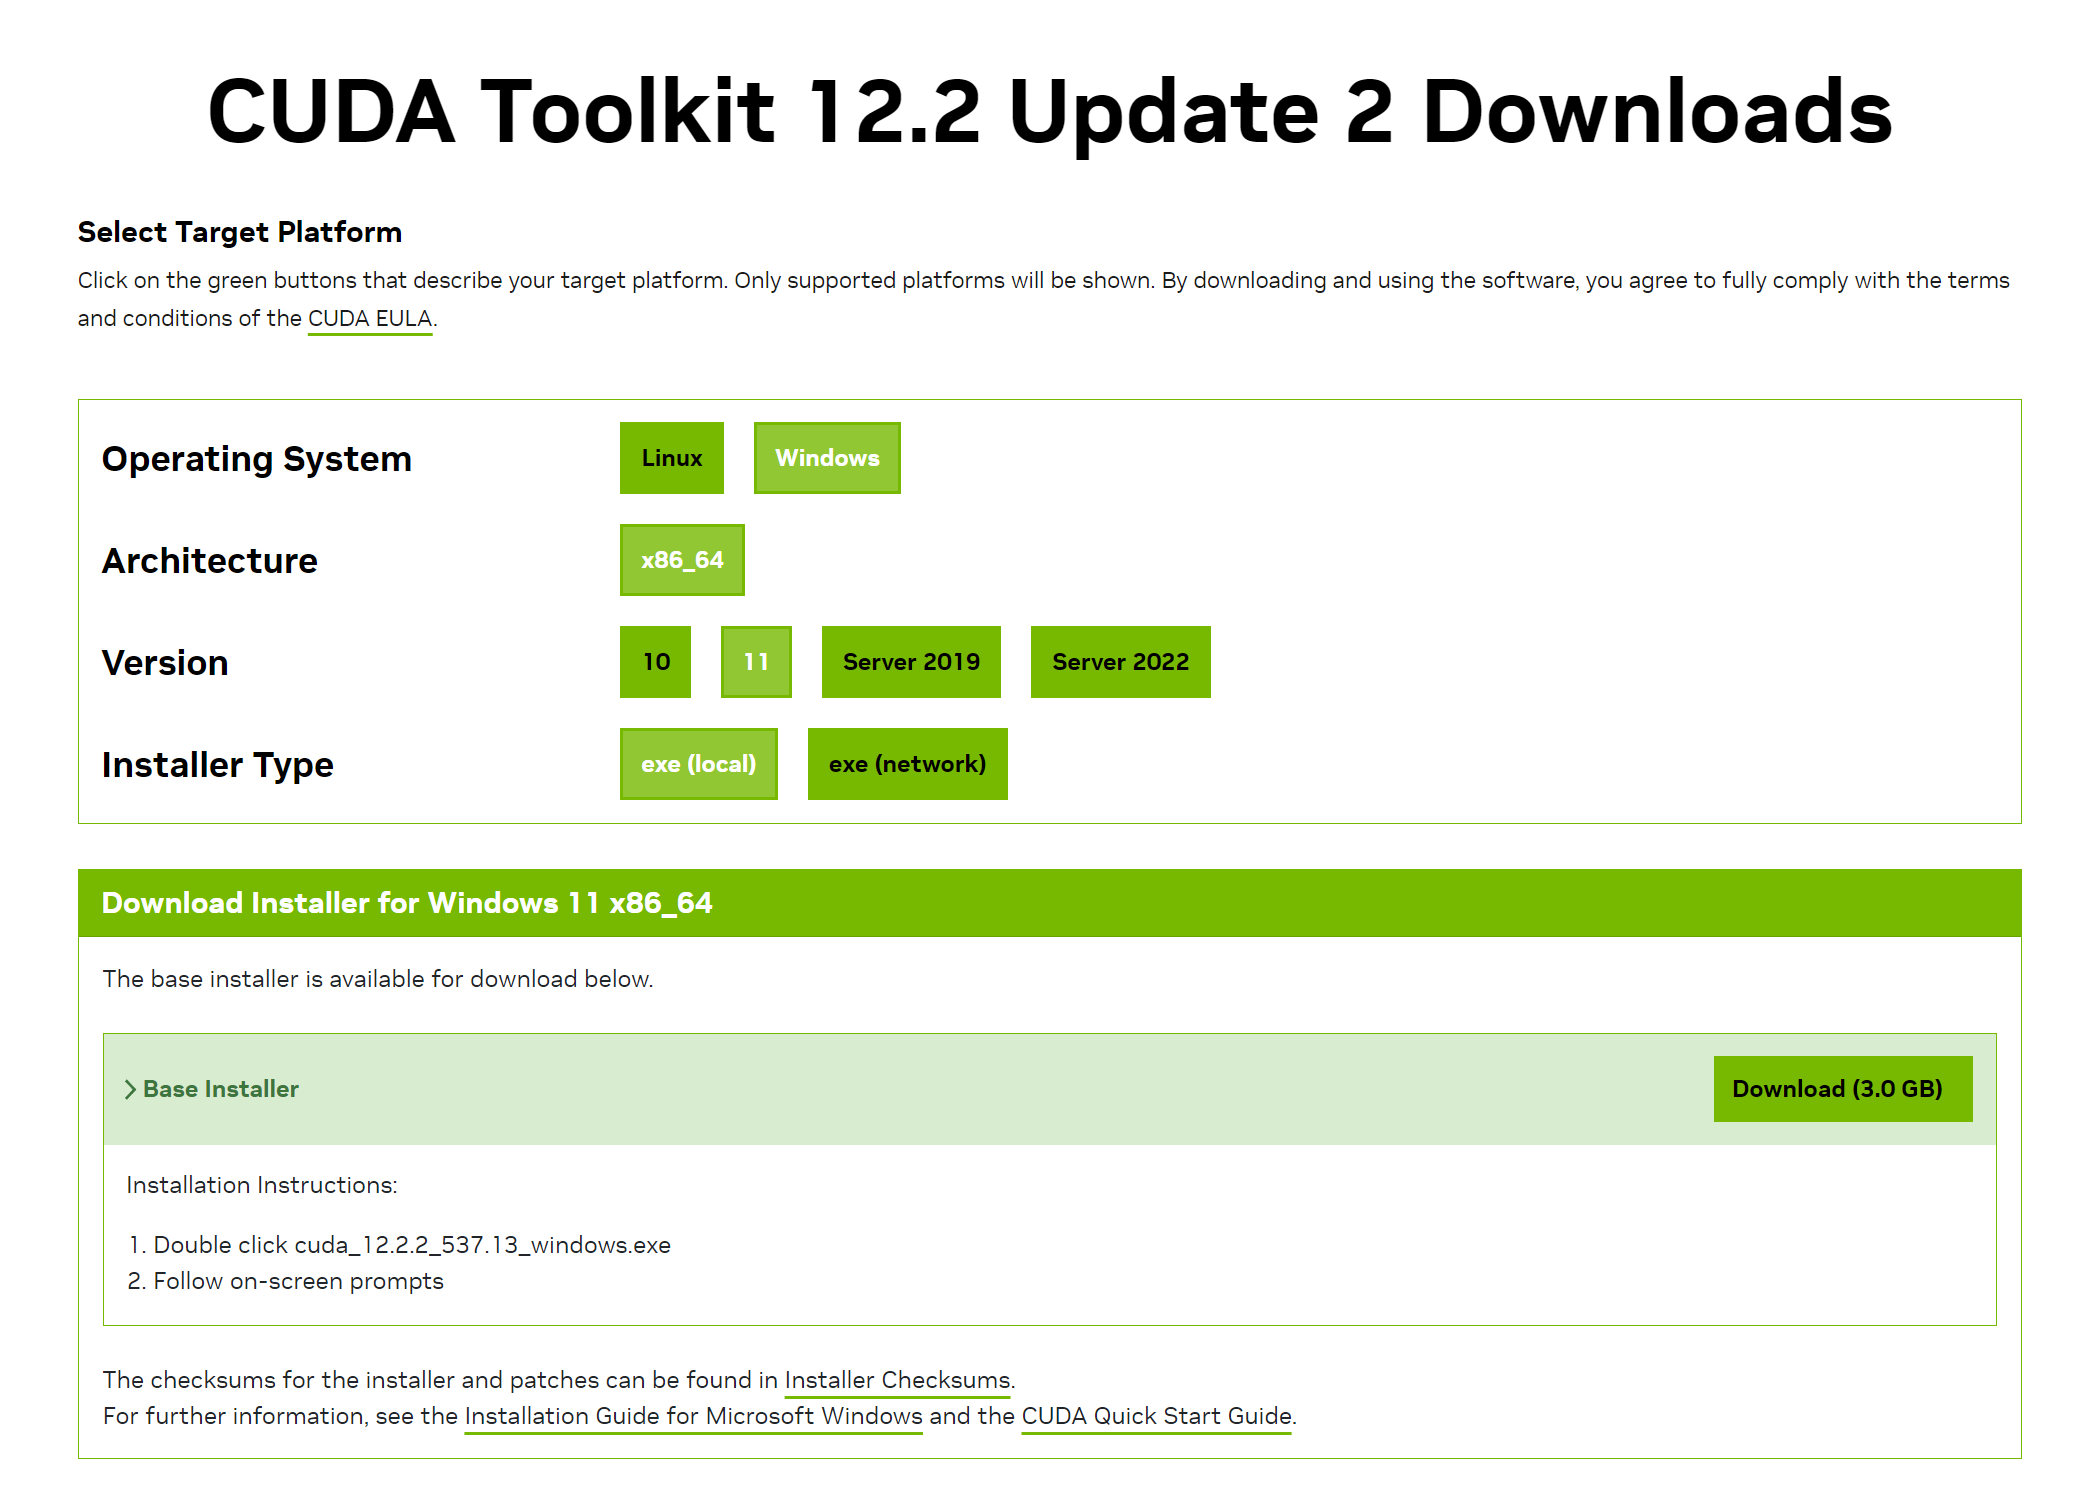 CUDA Toolkit 12.2 Update 2 Downloads
Select Target Platform
Click on the green buttons that describe your target platform. Only supported platforms will be shown. By downloading and using the software, you agree to fully comply with the terms
and conditions of the CUDA EULA.
Operating System
Linux
Windows
Architecture
x86_64
Version
10
11
Server 2019
Server 2022
Installer Type
exe (local)
exe (network)
Download Installer for Windows 11 x86_64
The base installer is available for download below.
Base Installer
Download (3.0 GB)
Installation Instructions:
1. Double click cuda_12.2.2_537.13_windows.exe
2. Follow on-screen prompts
The checksums for the installer and patches can be found in Installer Checksums.
For further information, see the Installation Guide for Microsoft Windows and the CUDA Quick Start Guide.